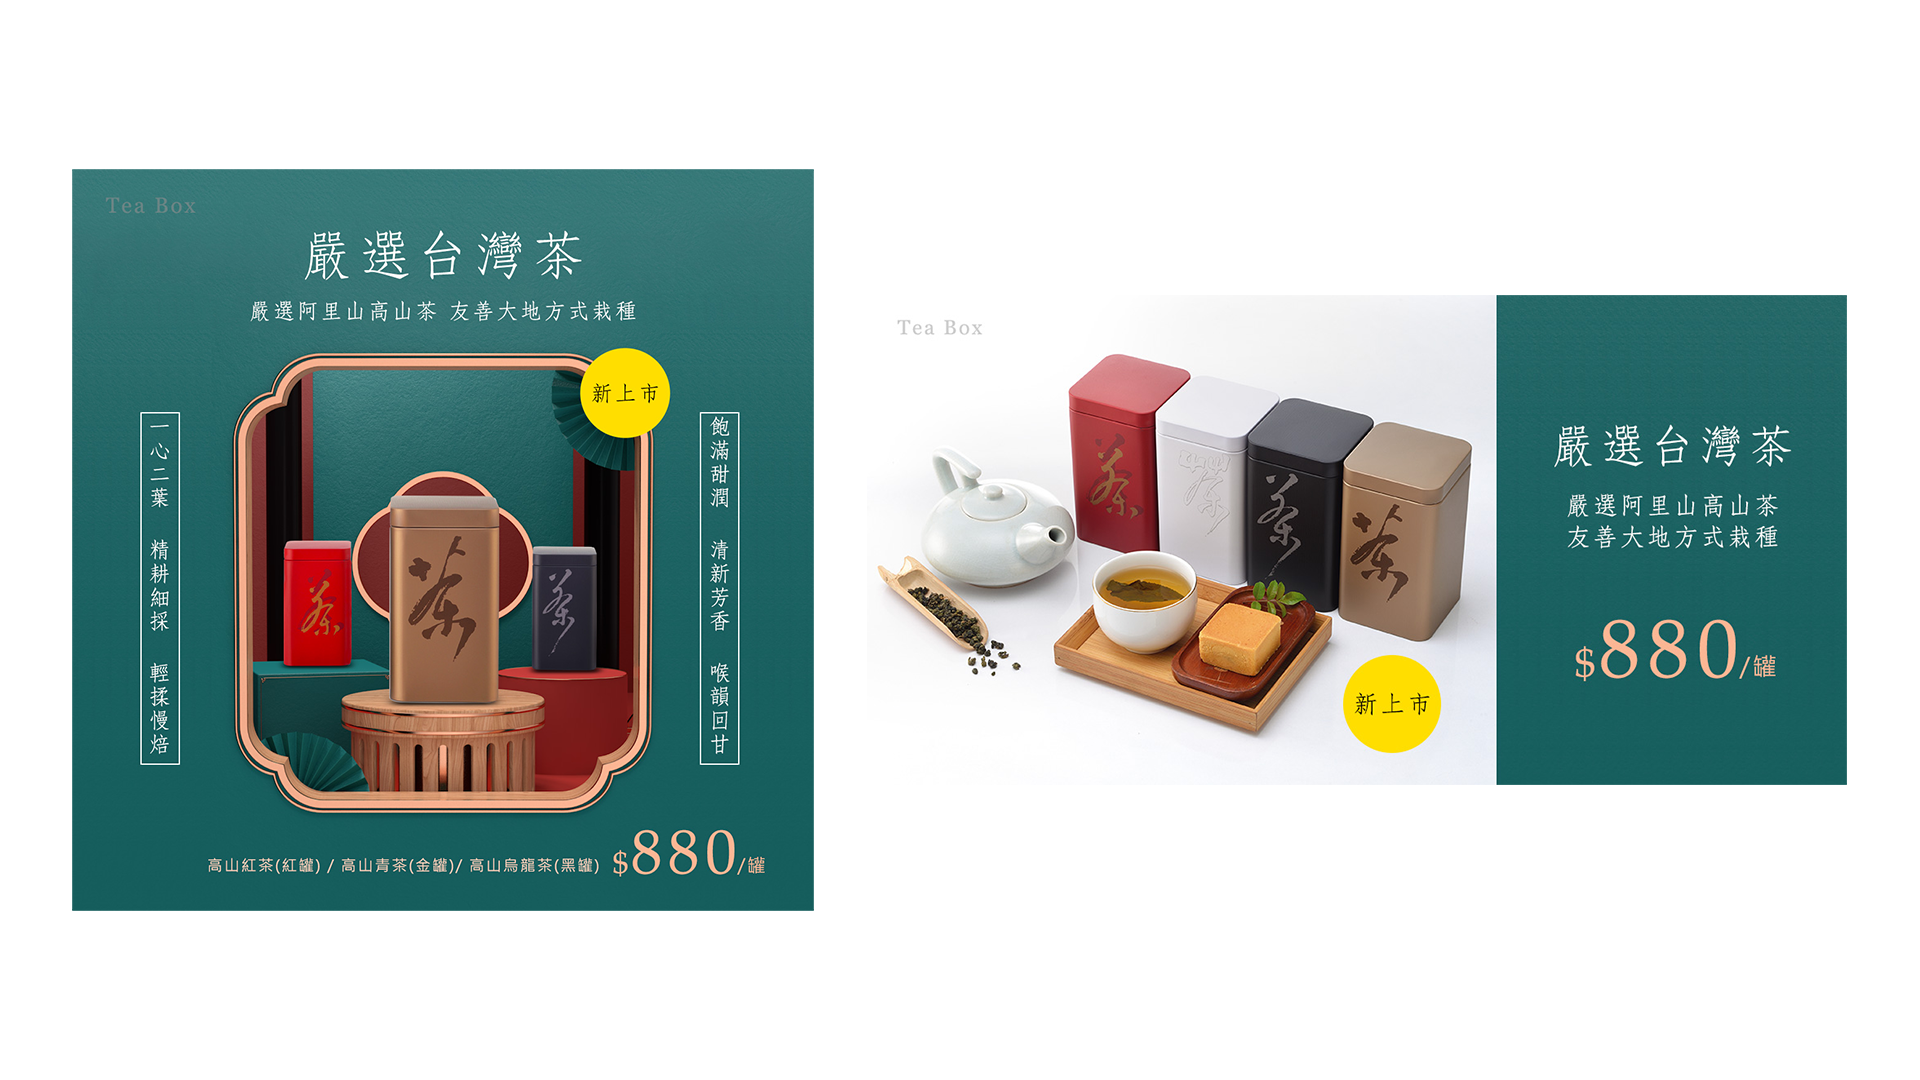 Tea Box
嚴選台灣茶
嚴選阿里山高山茶 友善大地方式栽種
新上市
一心二葉 精耕細採 輕揉慢焙
飽滿甜潤 清新芳香 喉韻回甘
茶
茶
茶
高山紅茶(紅罐) / 高山青茶(金罐)/ 高山烏龍茶(黑罐) $880/罐
Tea Box
茶
茶
茶
茶
新上市
嚴選台灣茶
嚴選阿里山高山茶
友善大地方式栽種
$880/罐